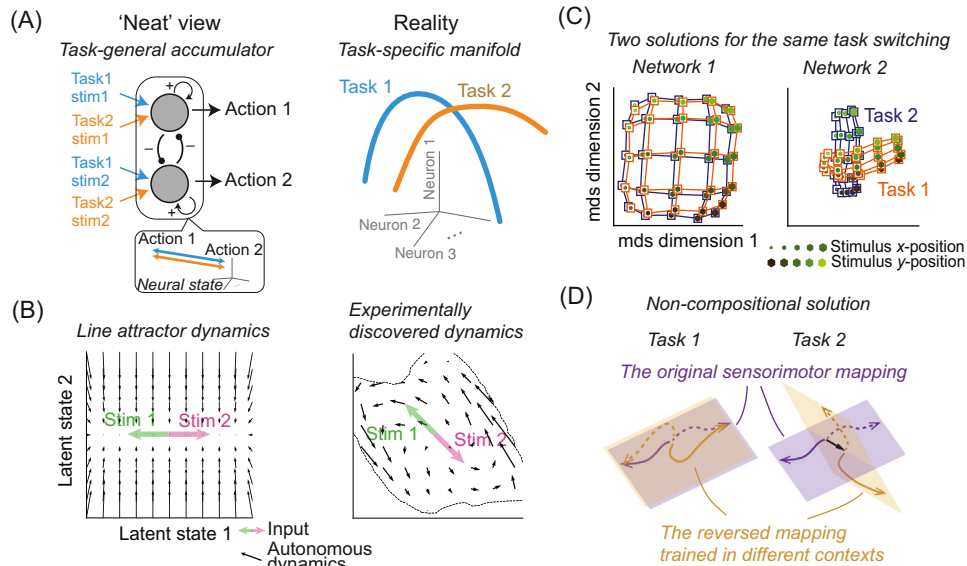 (A)
'Neat' view
Task-general accumulator
Task1
stim1
Task2
stim1
Task1
stim2
Task2
stim2
+
−
−
+
Action 1
Action 2
Action 1
Action 2
Neural state
Reality
Task-specific manifold
Task 1
Task 2
Neuron 1
Neuron 2
Neuron 3
...
(B)
Line attractor dynamics
Latent state 2
Stim 1
Stim 2
Latent state 1
Input
Autonomous
dynamics
Experimentally
discovered dynamics
Stim 1
Stim 2
(C)
Two solutions for the same task switching
Network 1
Network 2
mds dimension 2
mds dimension 1
Task 2
Task 1
Stimulus x-position
Stimulus y-position
(D)
Non-compositional solution
Task 1
Task 2
The original sensorimotor mapping
The reversed mapping
trained in different contexts